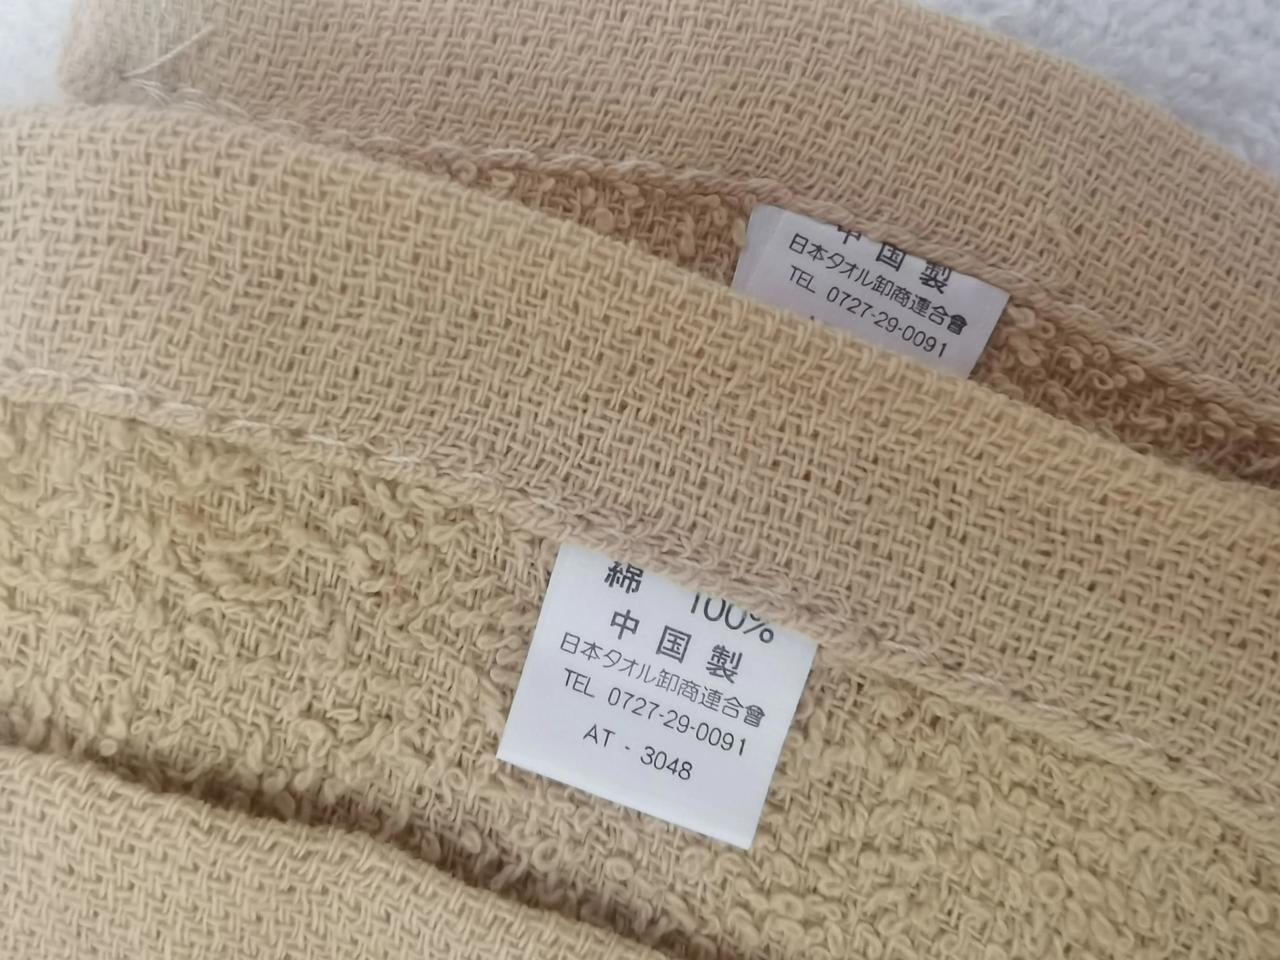 中国製
日本タオル卸商連合會
TEL 0727-29-0091
綿 100%
中国製
日本タオル卸商連合會
TEL 0727-29-0091
AT - 3048